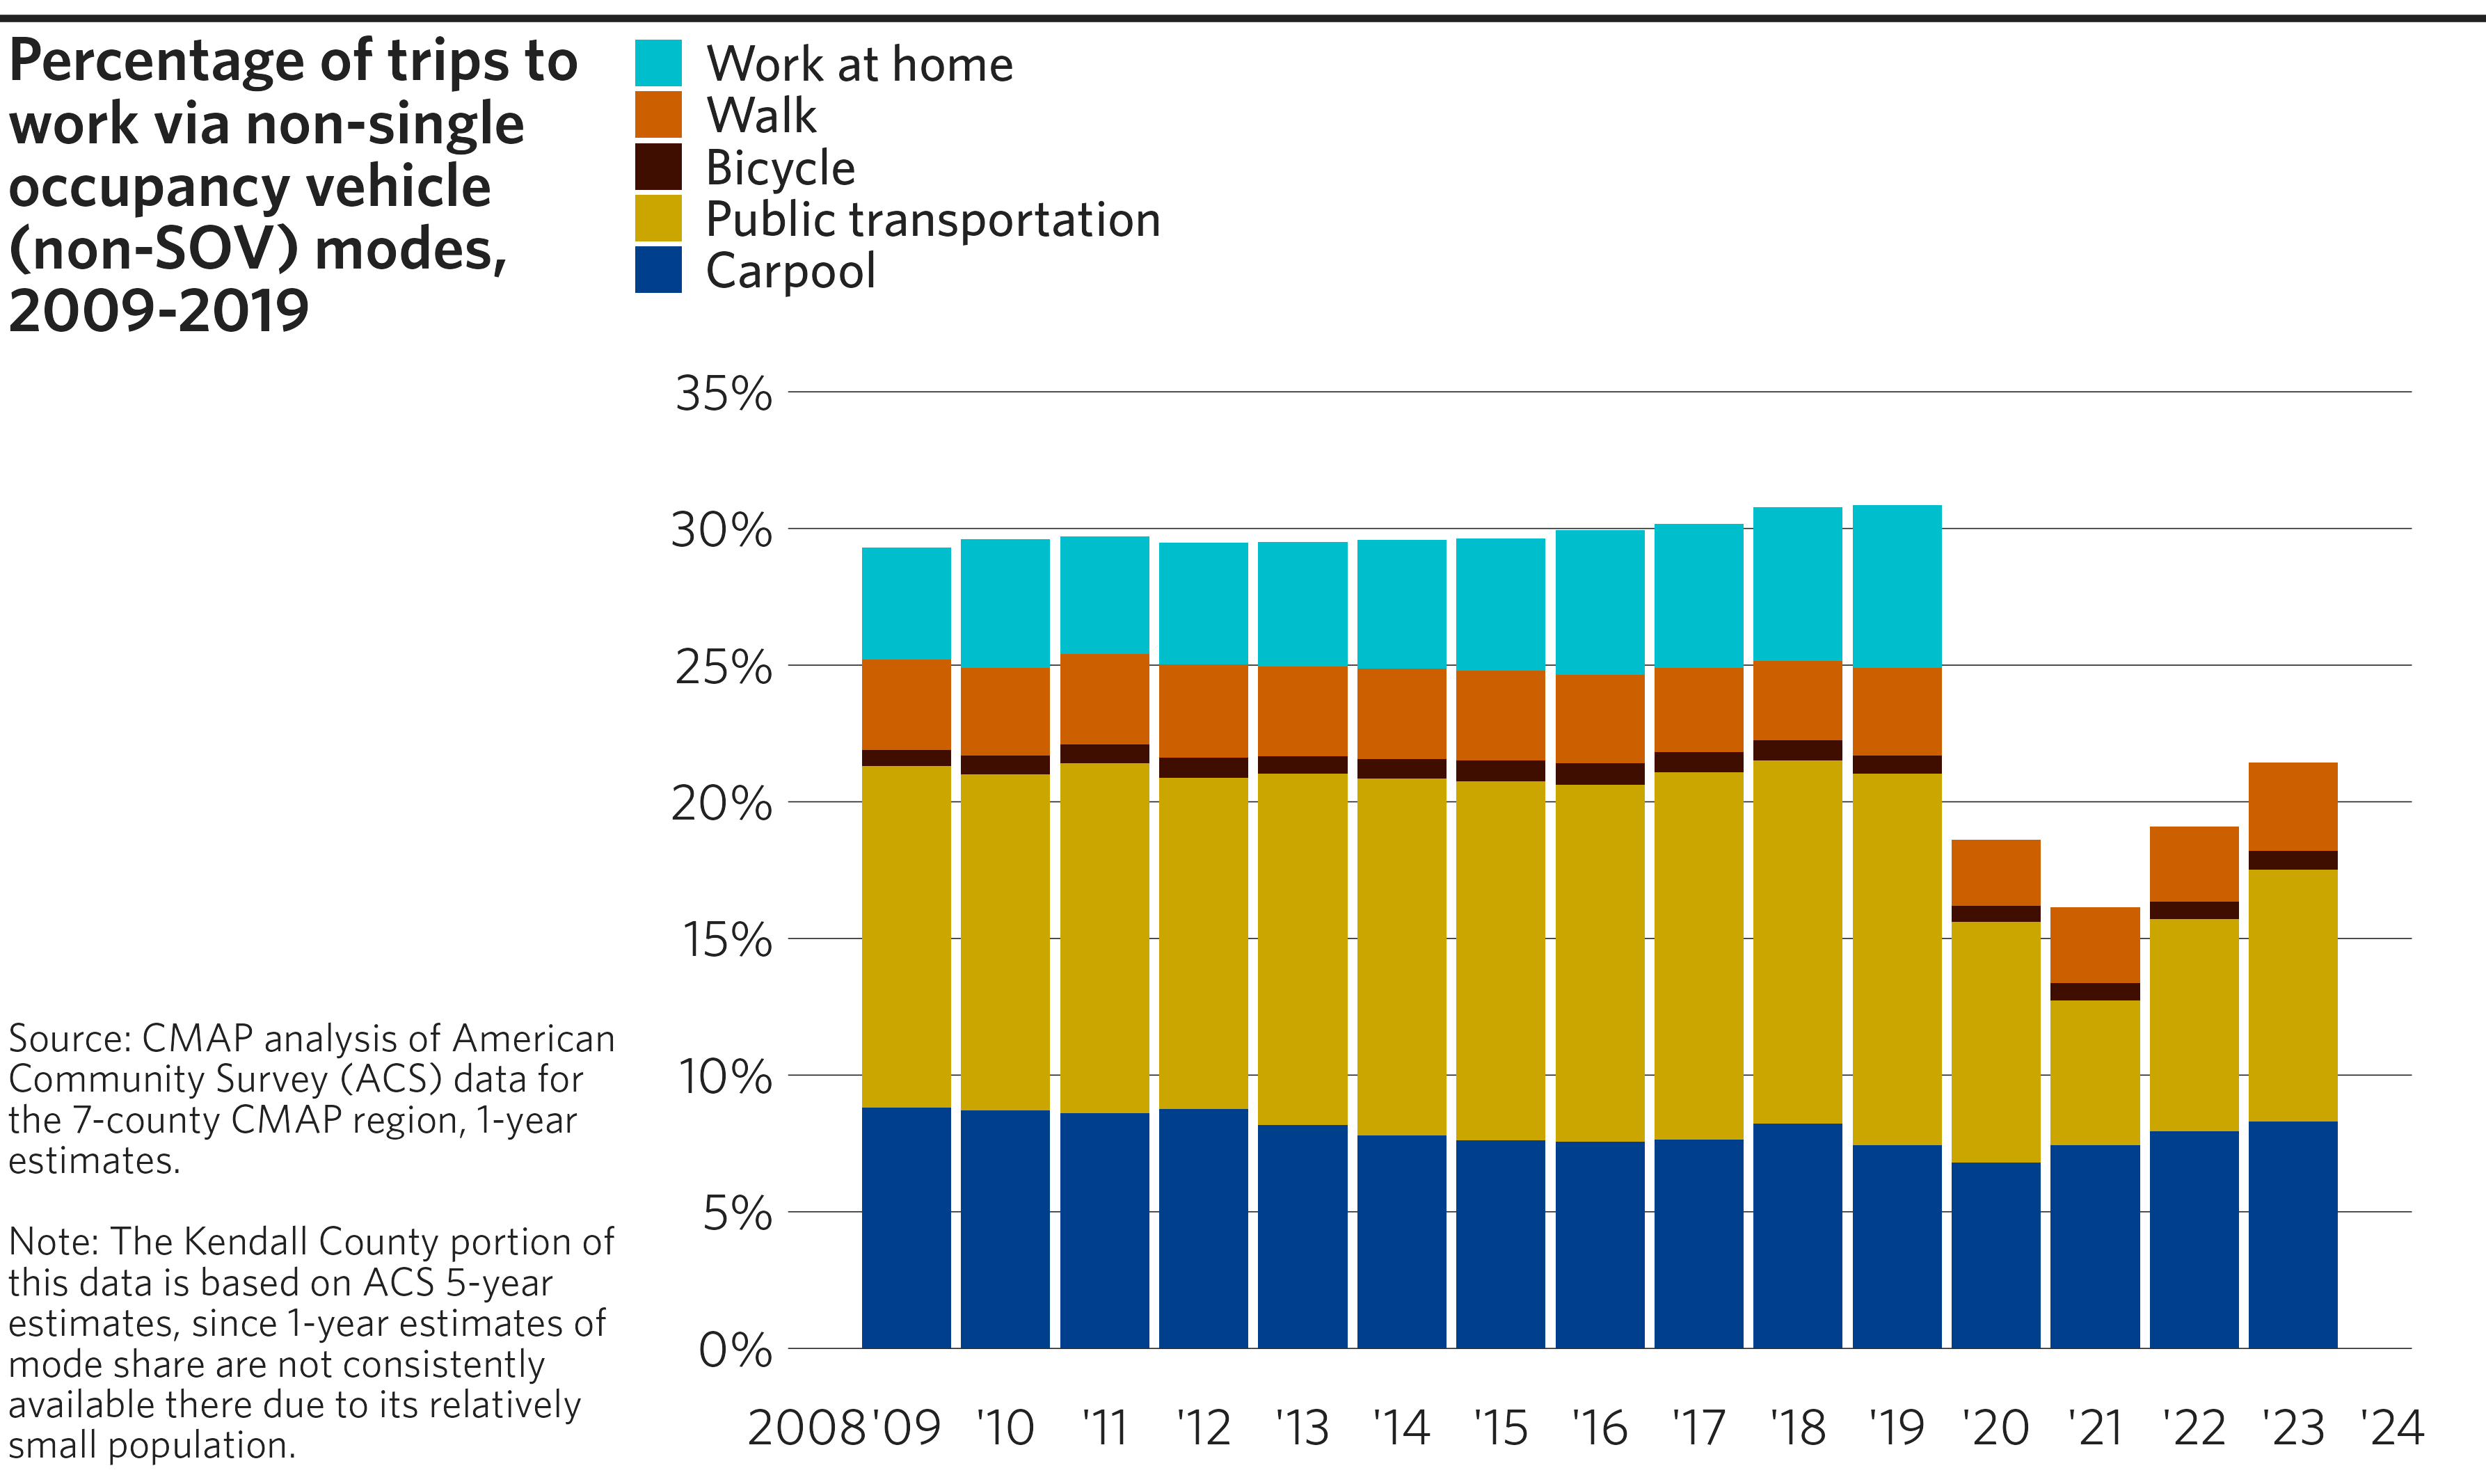 Percentage of trips to
work via non-single
occupancy vehicle
(non-SOV) modes,
2009-2019
Work at home
Walk
Bicycle
Public transportation
Carpool
35%
30%
25%
20%
15%
10%
5%
0%
2008 '09 '10 '11 '12 '13 '14 '15 '16 '17 '18 '19 '20 '21 '22 '23 '24
Source: CMAP analysis of American
Community Survey (ACS) data for
the 7-county CMAP region, 1-year
estimates.
Note: The Kendall County portion of
this data is based on ACS 5-year
estimates, since 1-year estimates of
mode share are not consistently
available there due to its relatively
small population.